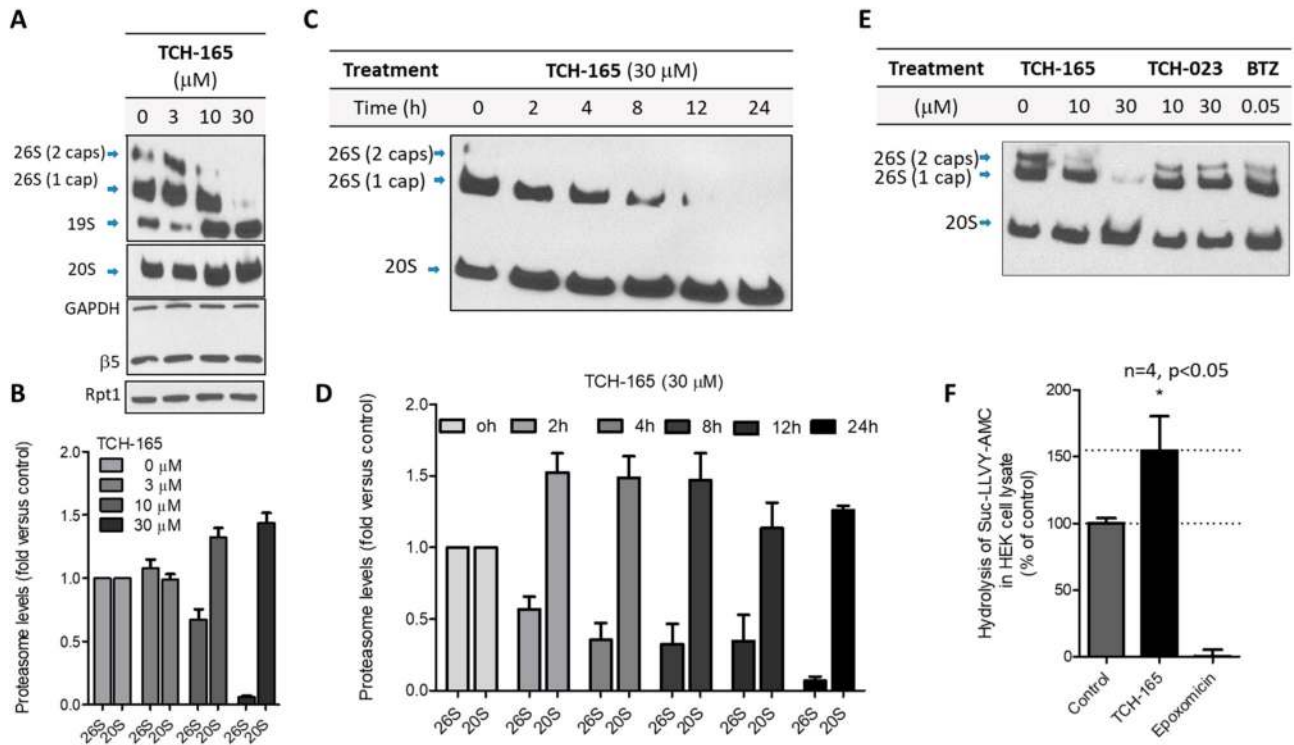 A
TCH-165
(μM)
0 3 10 30
26S (2 caps)
26S (1 cap)
19S
20S
GAPDH
β5
Rpt1
B
Proteasome levels (fold versus control)
TCH-165
0 μM
3 μM
10 μM
30 μM
2.0
1.5
1.0
0.5
0.0
26S 20S 26S 20S 26S 20S 26S 20S
C
Treatment TCH-165 (30 μM)
Time (h) 0 2 4 8 12 24
26S (2 caps)
26S (1 cap)
20S
D
TCH-165 (30 μM)
Proteasome levels (fold versus control)
oh 2h 4h 8h 12h 24h
2.0
1.5
1.0
0.5
0.0
26S 20S 26S 20S 26S 20S 26S 20S 26S 20S 26S 20S
E
Treatment TCH-165 TCH-023 BTZ
(μM) 0 10 30 10 30 0.05
26S (2 caps)
26S (1 cap)
20S
F
n=4, p<0.05
*
Hydrolysis of Suc-LLVY-AMC
in HEK cell lysate
(% of control)
200
150
100
50
0
Control
TCH-165
Epoxomicin